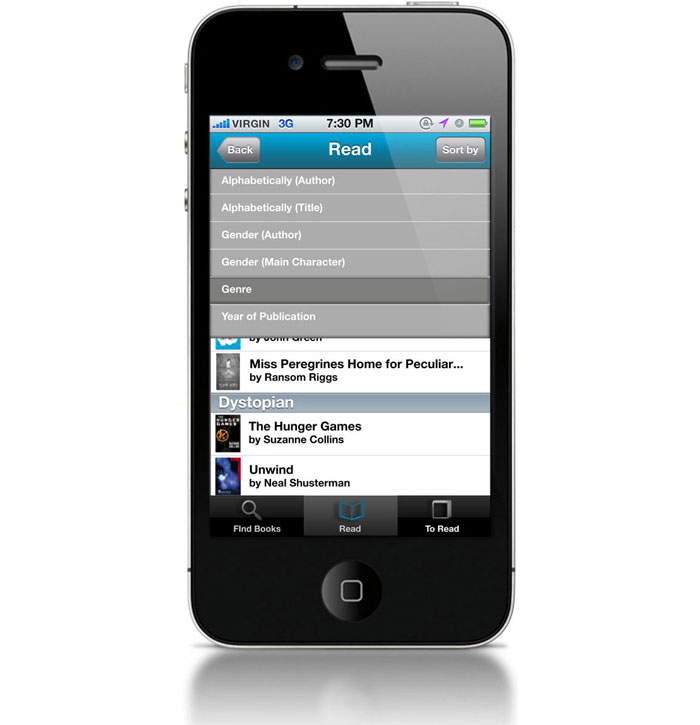 VIRGIN 3G 7:30 PM
Back Read Sort by
Alphabetically (Author)
Alphabetically (Title)
Gender (Author)
Gender (Main Character)
Genre
Year of Publication
by John Green
Miss Peregrines Home for Peculiar...
by Ransom Riggs
Dystopian
The Hunger Games
by Suzanne Collins
HUNGER
GAMES
Unwind
by Neal Shusterman
FInd Books Read To Read